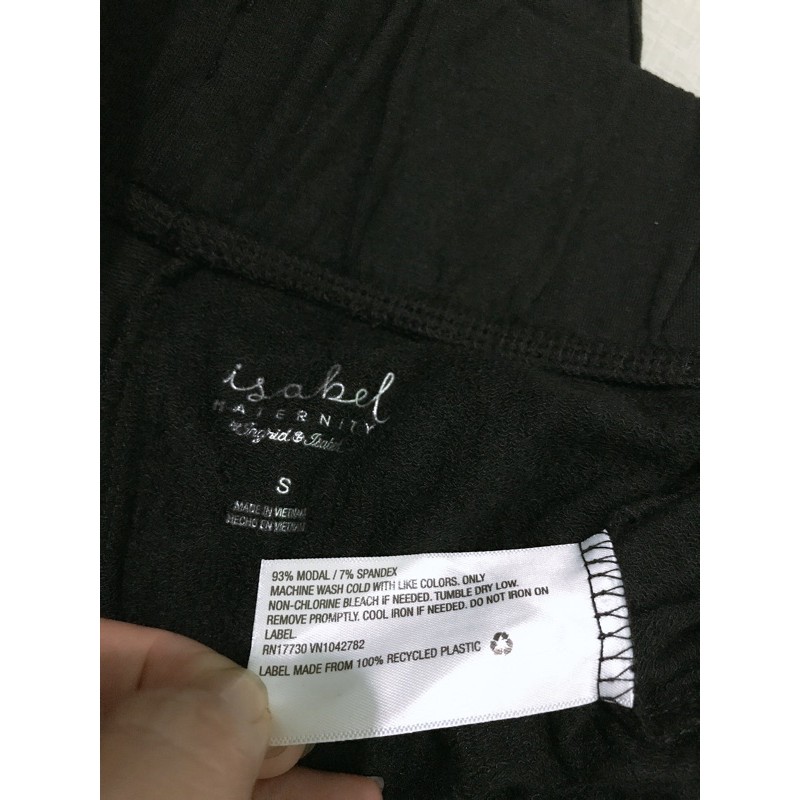 isabel
MATERNITY
by Ingrid & Isabel
S
MADE IN VIETNAM
HECHO EN VIETNAM
93% MODAL / 7% SPANDEX
MACHINE WASH COLD WITH LIKE COLORS. ONLY
NON-CHLORINE BLEACH IF NEEDED. TUMBLE DRY LOW.
REMOVE PROMPTLY. COOL IRON IF NEEDED. DO NOT IRON ON
LABEL.
RN17730 VN1042782
LABEL MADE FROM 100% RECYCLED PLASTIC